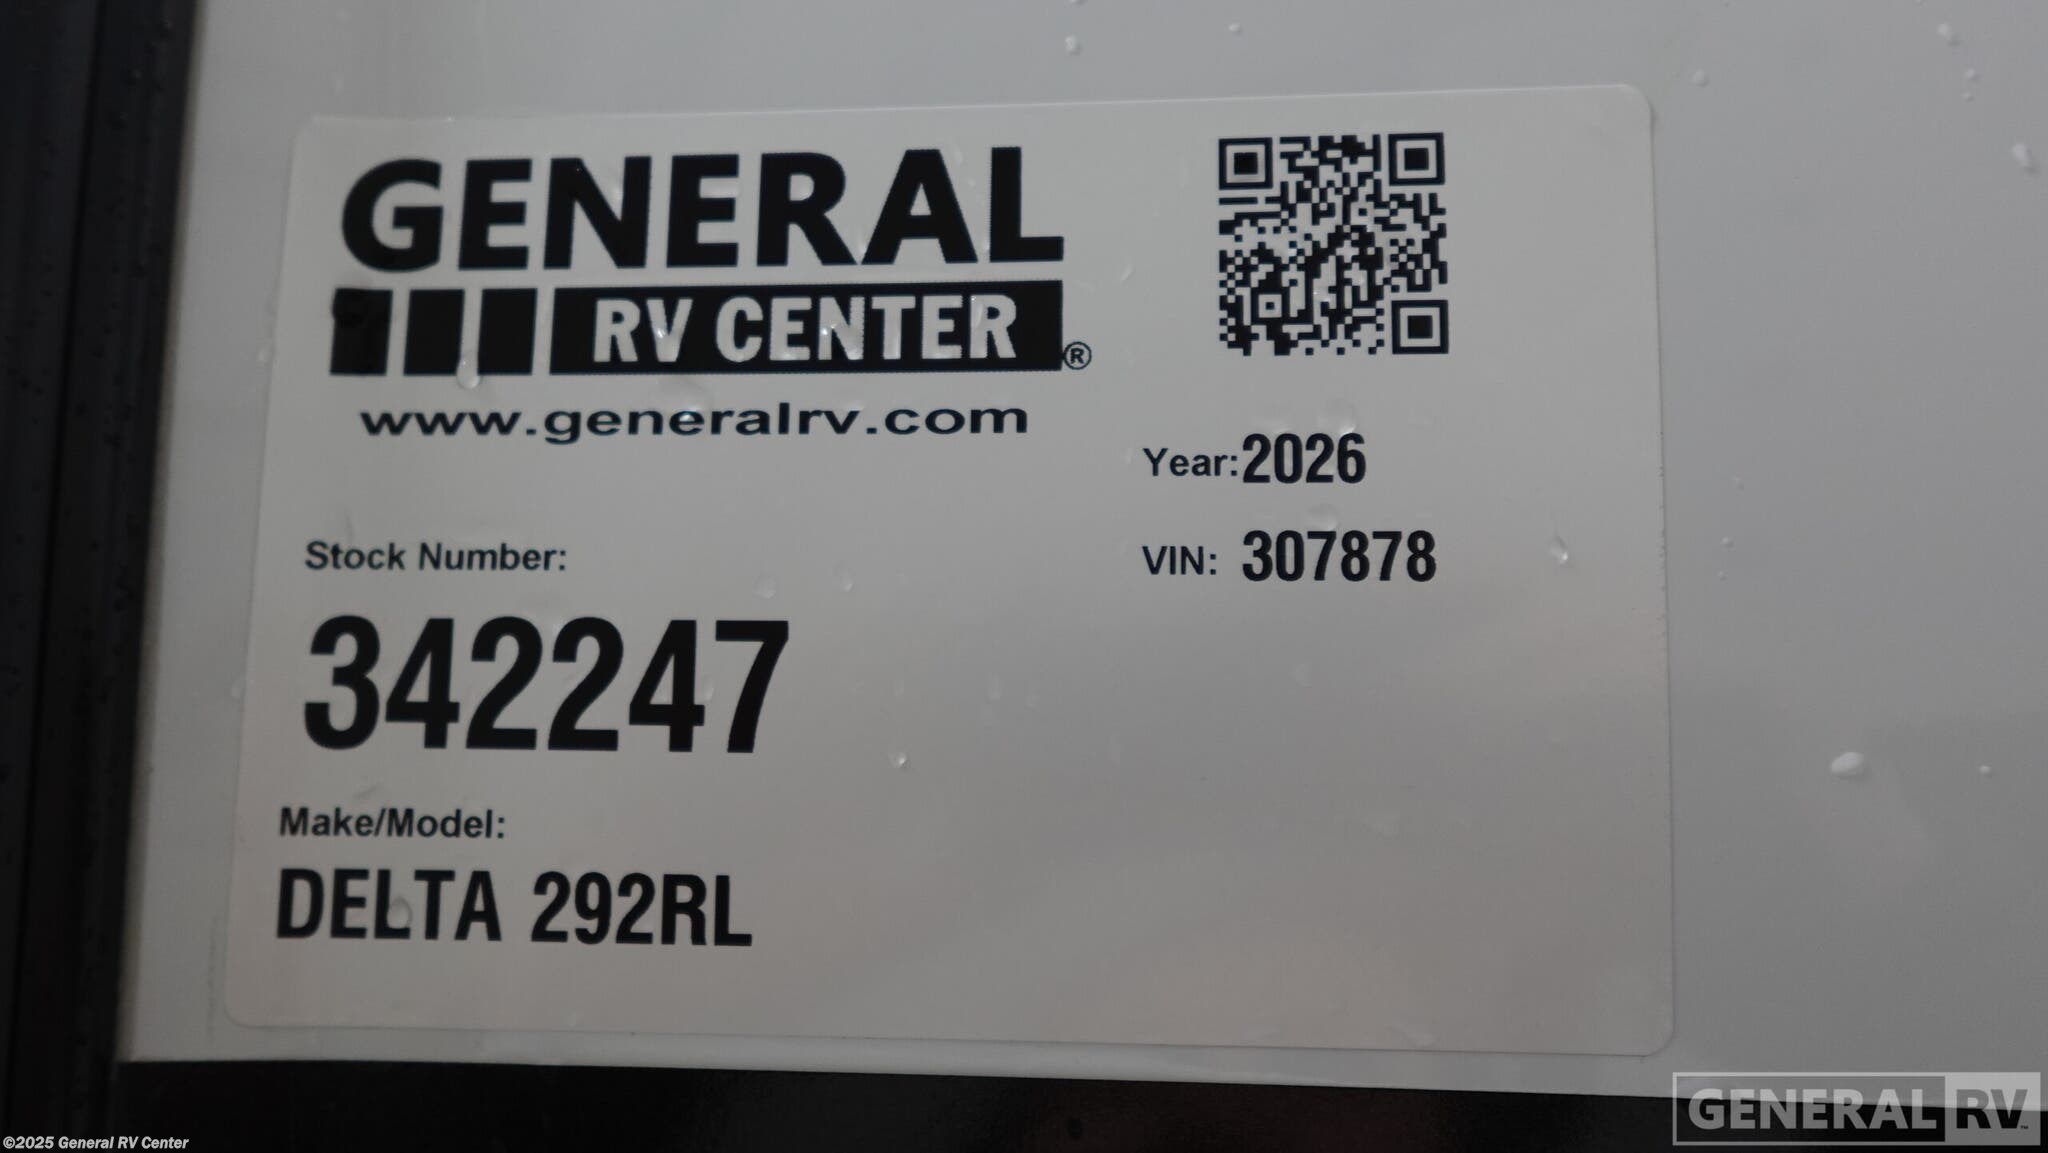 GENERAL
RV CENTER®
www.generalrv.com
Year: 2026
VIN: 307878
Stock Number:
342247
Make/Model:
DELTA 292RL
©2025 General RV Center
GENERAL RV™